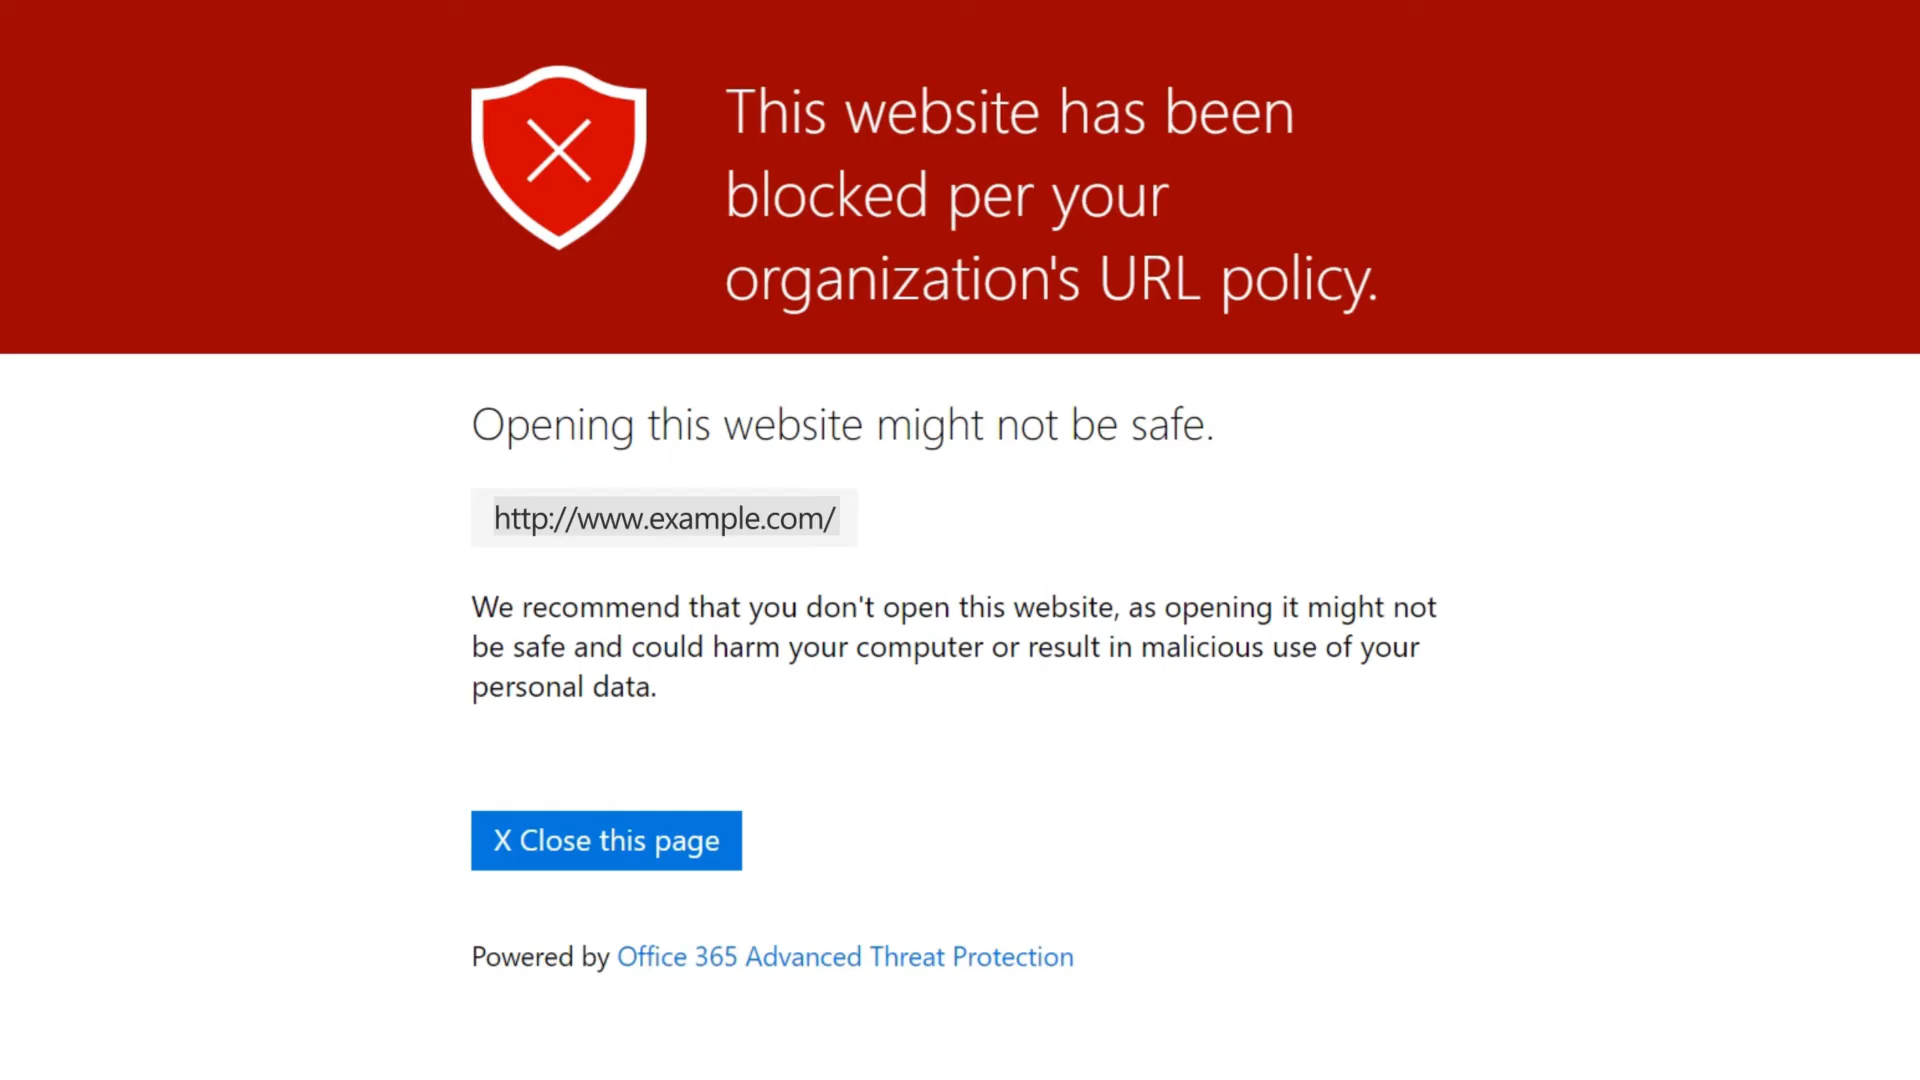 This website has been
blocked per your
organization's URL policy.
Opening this website might not be safe.
http://www.example.com/
We recommend that you don't open this website, as opening it might not
be safe and could harm your computer or result in malicious use of your
personal data.
X Close this page
Powered by Office 365 Advanced Threat Protection